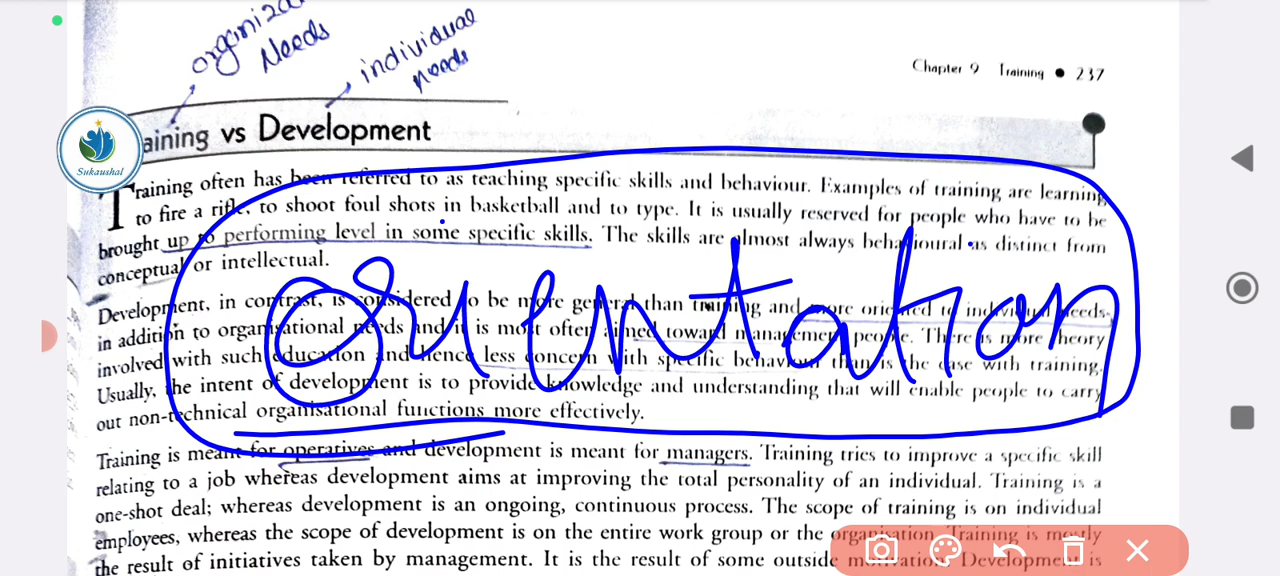 Needs
individual
needs
Chapter 9 Training ● 237
aining vs Development
Sukaushal
Training often has been referred to as teaching specific skills and behaviour. Examples of training are learning
to fire a rifle, to shoot foul shots in basketball and to type. It is usually reserved for people who have to be
brought up to performing level in some specific skills. The skills are almost always behavioural as distinct from
conceptual or intellectual.
orientation
Development, in contrast, is considered to be more general than training and more oriented to individual needs
in addition to organisational needs and it is most often aimed toward management people. There is more theory
involved with such education and hence less concern with specific behaviour than is the case with training.
Usually, the intent of development is to provide knowledge and understanding that will enable people to carry
out non-technical organisational functions more effectively.
Training is meant for operatives and development is meant for managers. Training tries to improve a specific skill
relating to a job whereas development aims at improving the total personality of an individual. Training is a
one-shot deal; whereas development is an ongoing, continuous process. The scope of training is on individual
employees, whereas the scope of development is on the entire work group or the organisation. Training is mostly
the result of initiatives taken by management. It is the result of some outside motivation. Development is